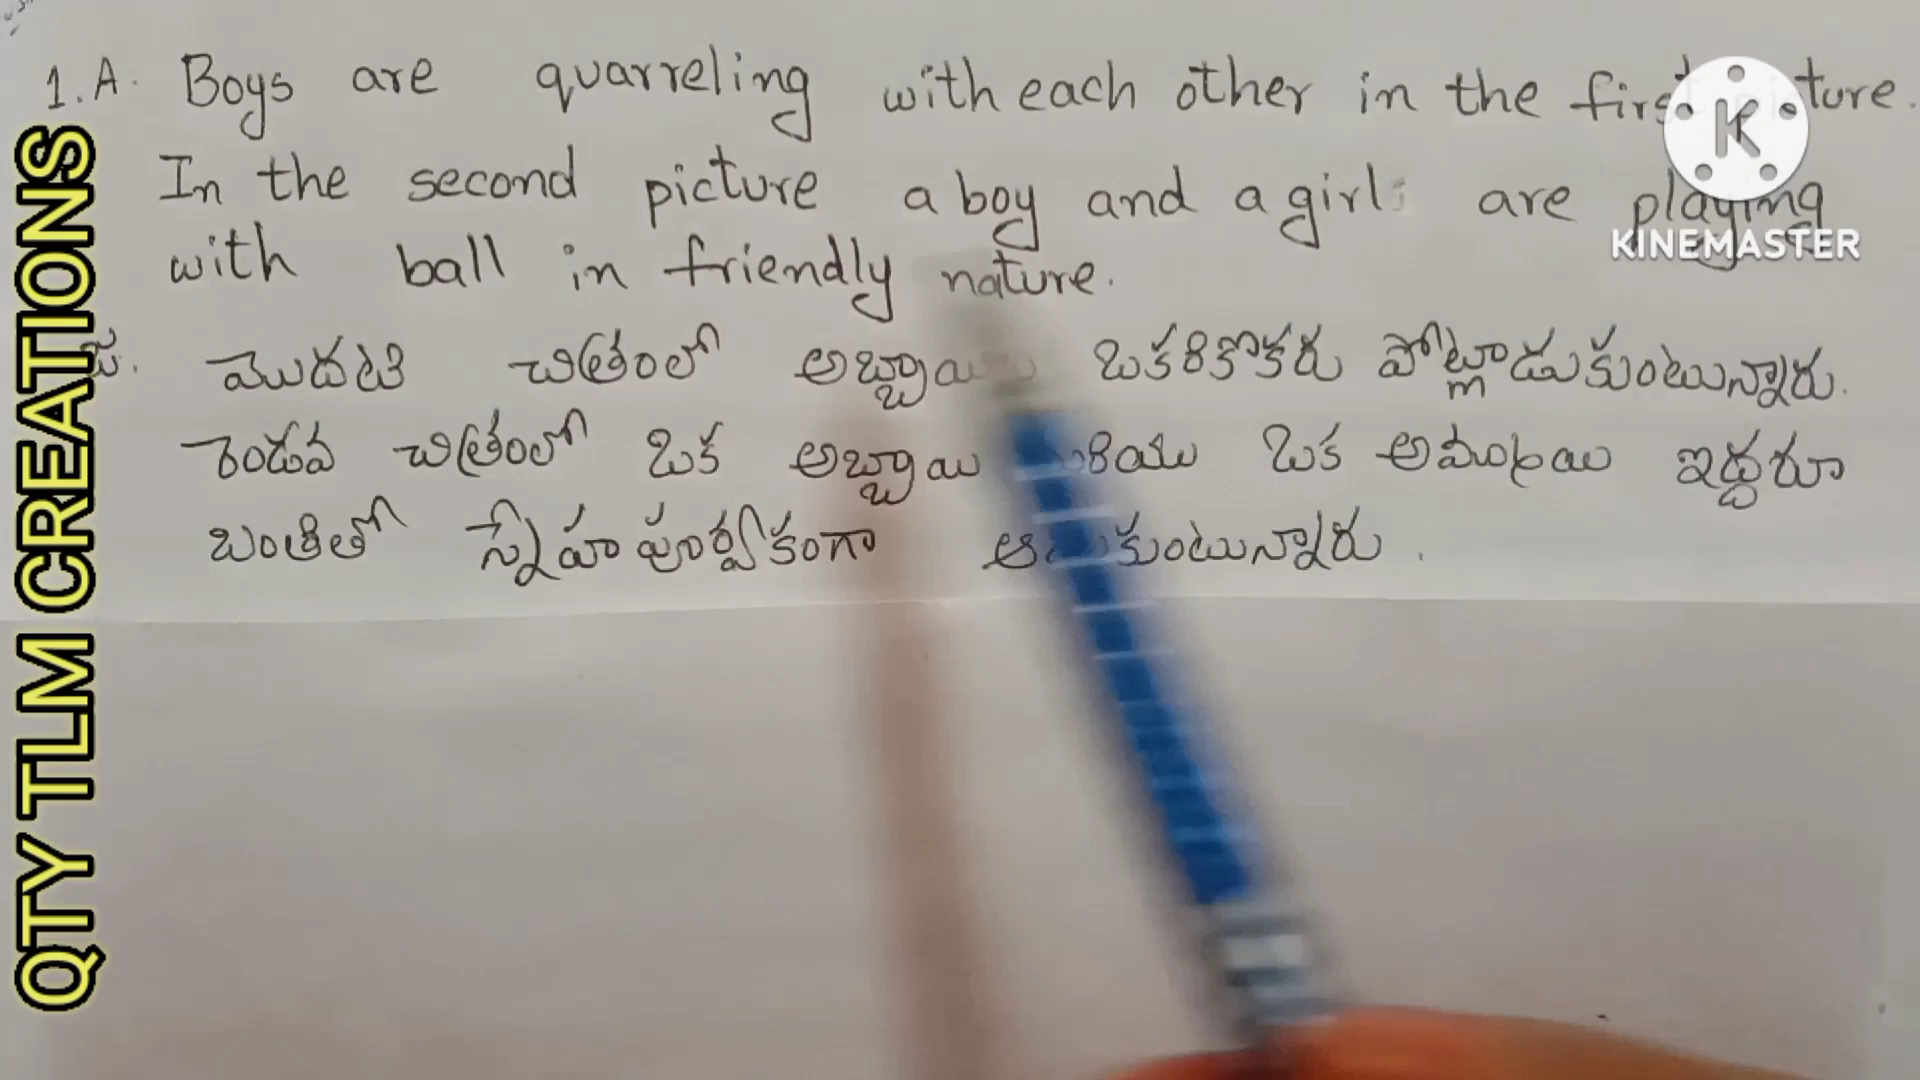 1.A. Boys are quarreling with each other in the first picture.
In the second picture a boy and a girl are playing
with ball in friendly nature.
జ. మొదటి చిత్రంలో అబ్బాయిలు ఒకరికొకరు పోట్లాడుకుంటున్నారు.
రెండవ చిత్రంలో ఒక అబ్బాయి మరియు ఒక అమ్మాయి ఇద్దరూ
బంతితో స్నేహపూర్వకంగా ఆడుకుంటున్నారు.
K
KINEMASTER
QTY TLM CREATIONS